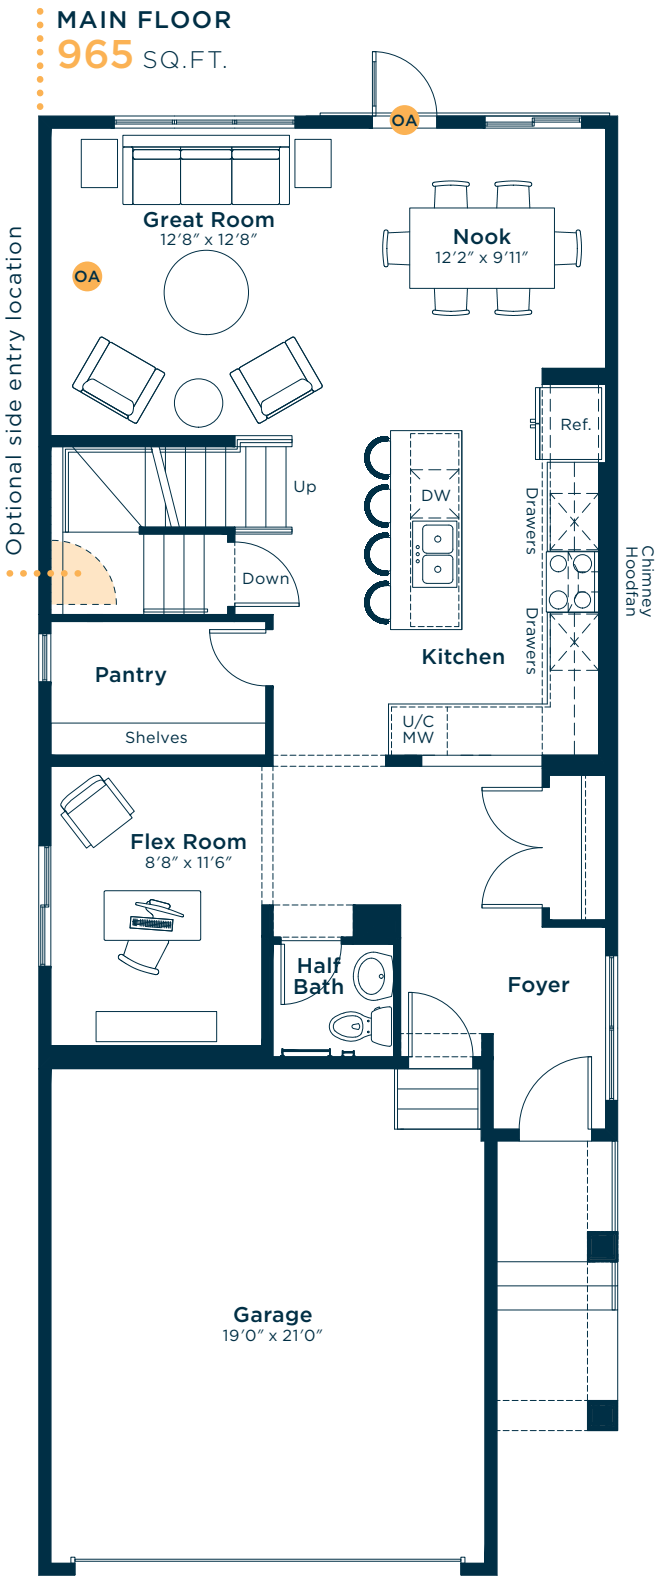 MAIN FLOOR
965 SQ.FT.
OA
Great Room
12'8" x 12'8"
Nook
12'2" x 9'11"
OA
Optional side entry location
Ref.
Up
DW
Drawers
Chimney
Hoodfan
Down
Drawers
Kitchen
Pantry
Shelves
U/C
MW
Flex Room
8'8" x 11'6"
Half
Bath
Foyer
Garage
19'0" x 21'0"